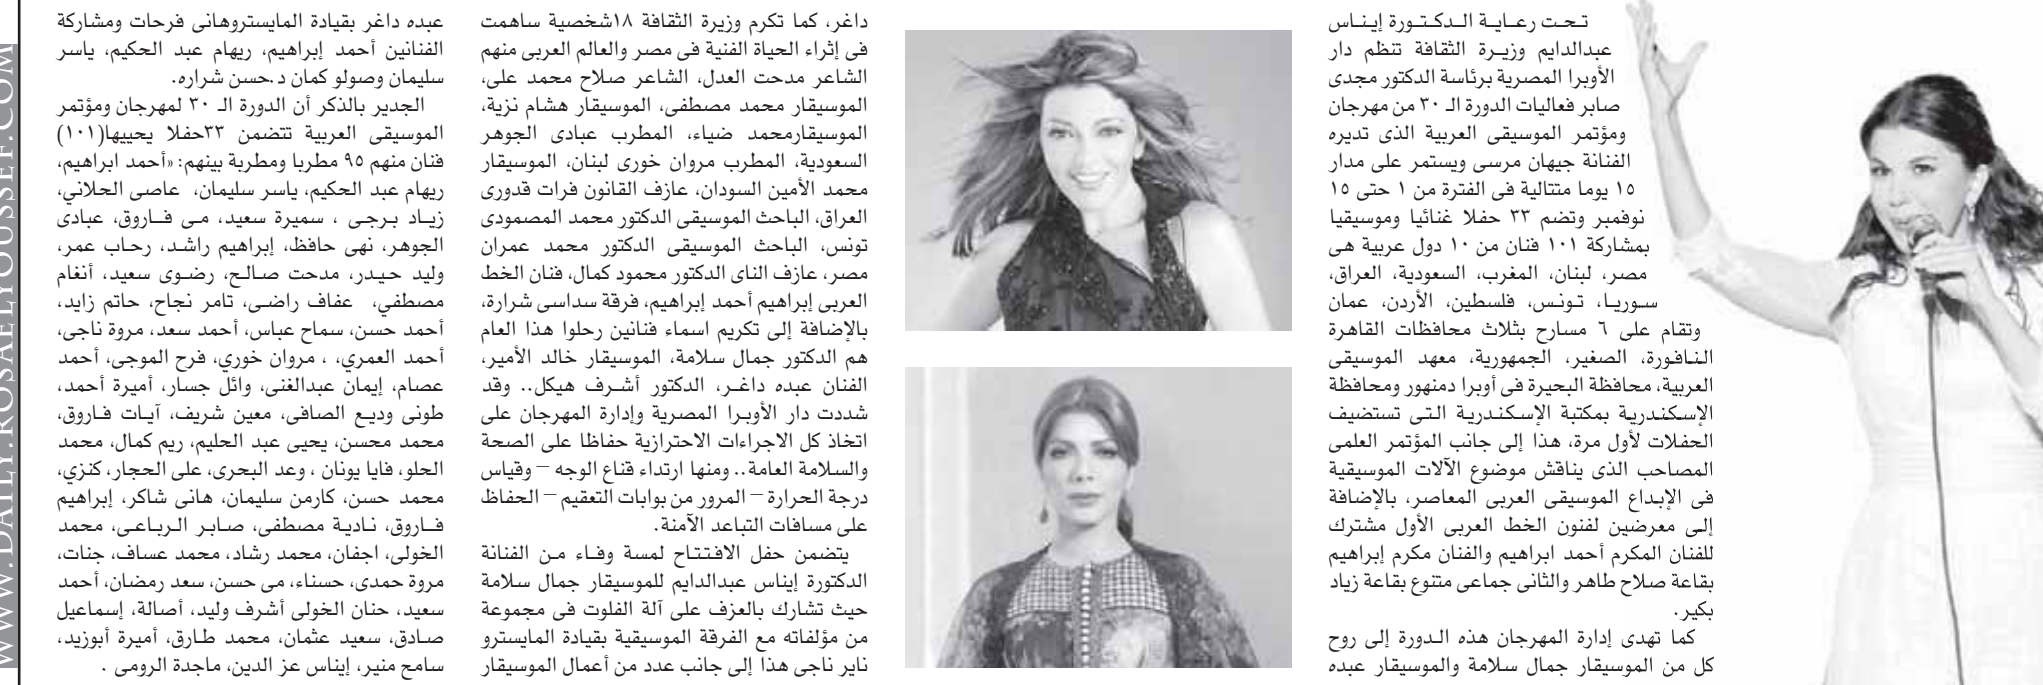 تحت رعاية الدكتورة إيناس
عبدالدايم وزيرة الثقافة تنظم دار
الأوبرا المصرية برئاسة الدكتور مجدى
صابر فعاليات الدورة الـ ٣٠ من مهرجان
ومؤتمر الموسيقى العربية الذى تديره
الفنانة جيهان مرسى ويستمر على مدار
١٥ يوما متتالية فى الفترة من ١ حتى ١٥
نوفمبر وتضم ٣٣ حفلا غنائيا وموسيقيا
بمشاركة ١٠١ فنان من ١٠ دول عربية هى
مصر، لبنان، المغرب، السعودية، العراق،
سوريا، تونس، فلسطين، الأردن، عمان
وتقام على ٦ مسارح بثلاث محافظات القاهرة
النافورة، الصغير، الجمهورية، معهد الموسيقى
العربية، محافظة البحيرة فى أوبرا دمنهور ومحافظة
الإسكندرية بمكتبة الإسكندرية التى تستضيف
الحفلات لأول مرة، هذا إلى جانب المؤتمر العلمى
المصاحب الذى يناقش موضوع الآلات الموسيقية
فى الإبداع الموسيقى العربى المعاصر، بالإضافة
إلى معرضين لفنون الخط العربى الأول مشترك
للفنان المكرم أحمد ابراهيم والفنان مكرم إبراهيم
بقاعة صلاح طاهر والثانى جماعى متنوع بقاعة زياد
بكير.
كما تهدى إدارة المهرجان هذه الدورة إلى روح
كل من الموسيقار جمال سلامة والموسيقار عبده
داغر، كما تكرم وزيرة الثقافة ١٨شخصية ساهمت
فى إثراء الحياة الفنية فى مصر والعالم العربى منهم
الشاعر مدحت العدل، الشاعر صلاح محمد على،
الموسيقار محمد مصطفى، الموسيقار هشام نزية،
الموسيقارمحمد ضياء، المطرب عبادى الجوهر
السعودية، المطرب مروان خورى لبنان، الموسيقار
محمد الأمين السودان، عازف القانون فرات قدورى
العراق، الباحث الموسيقى الدكتور محمد المصمودى
تونس، الباحث الموسيقى الدكتور محمد عمران
مصر، عازف الناى الدكتور محمود كمال، فنان الخط
العربى إبراهيم أحمد إبراهيم، فرقة سداسى شرارة،
بالإضافة إلى تكريم اسماء فنانين رحلوا هذا العام
هم الدكتور جمال سلامة، الموسيقار خالد الأمير،
الفنان عبده داغر، الدكتور أشرف هيكل.. وقد
شددت دار الأوبرا المصرية وإدارة المهرجان على
اتخاذ كل الاجراءات الاحترازية حفاظا على الصحة
والسلامة العامة.. ومنها ارتداء قناع الوجه – وقياس
درجة الحرارة – المرور من بوابات التعقيم – الحفاظ
على مسافات التباعد الآمنة.
يتضمن حفل الافتتاح لمسة وفاء من الفنانة
الدكتورة إيناس عبدالدايم للموسيقار جمال سلامة
حيث تشارك بالعزف على آلة الفلوت فى مجموعة
من مؤلفاته مع الفرقة الموسيقية بقيادة المايسترو
ناير ناجى هذا إلى جانب عدد من أعمال الموسيقار
عبده داغر بقيادة المايستروهانى فرحات ومشاركة
الفنانين أحمد إبراهيم، ريهام عبد الحكيم، ياسر
سليمان وصولو كمان د.حسن شراره.
الجدير بالذكر أن الدورة الـ ٣٠ لمهرجان ومؤتمر
الموسيقى العربية تتضمن ٣٣حفلا يحييها(١٠١)
فنان منهم ٩٥ مطربا ومطربة بينهم: «أحمد ابراهيم،
ريهام عبد الحكيم، ياسر سليمان، عاصى الحلانى،
زياد برجى ، سميرة سعيد، مى فاروق، عبادى
الجوهر، نهى حافظ، إبراهيم راشد، رحاب عمر،
وليد حيدر، مدحت صالح، رضوى سعيد، أنغام
مصطفي، عفاف راضى، تامر نجاح، حاتم زايد،
أحمد حسن، سماح عباس، أحمد سعد، مروة ناجى،
أحمد العمري، ، مروان خوري، فرح الموجى، أحمد
عصام، إيمان عبدالغنى، وائل جسار، أميرة أحمد،
طونى وديع الصافى، معين شريف، آيات فاروق،
محمد محسن، يحيى عبد الحليم، ريم كمال، محمد
الحلو، فايا يونان ، وعد البحرى، على الحجار، كنزي،
محمد حسن، كارمن سليمان، هانى شاكر، إبراهيم
فاروق، نادية مصطفى، صابر الرباعى، محمد
الخولى، اجفان، محمد رشاد، محمد عساف، جنات،
مروة حمدى، حسناء، مى حسن، سعد رمضان، أحمد
سعيد، حنان الخولى أشرف وليد، أصالة، إسماعيل
صادق، سعيد عثمان، محمد طارق، أميرة أبوزيد،
سامح منير، إيناس عز الدين، ماجدة الرومى .
WWW.DAILY.ROSAELYOUSSEF.COM